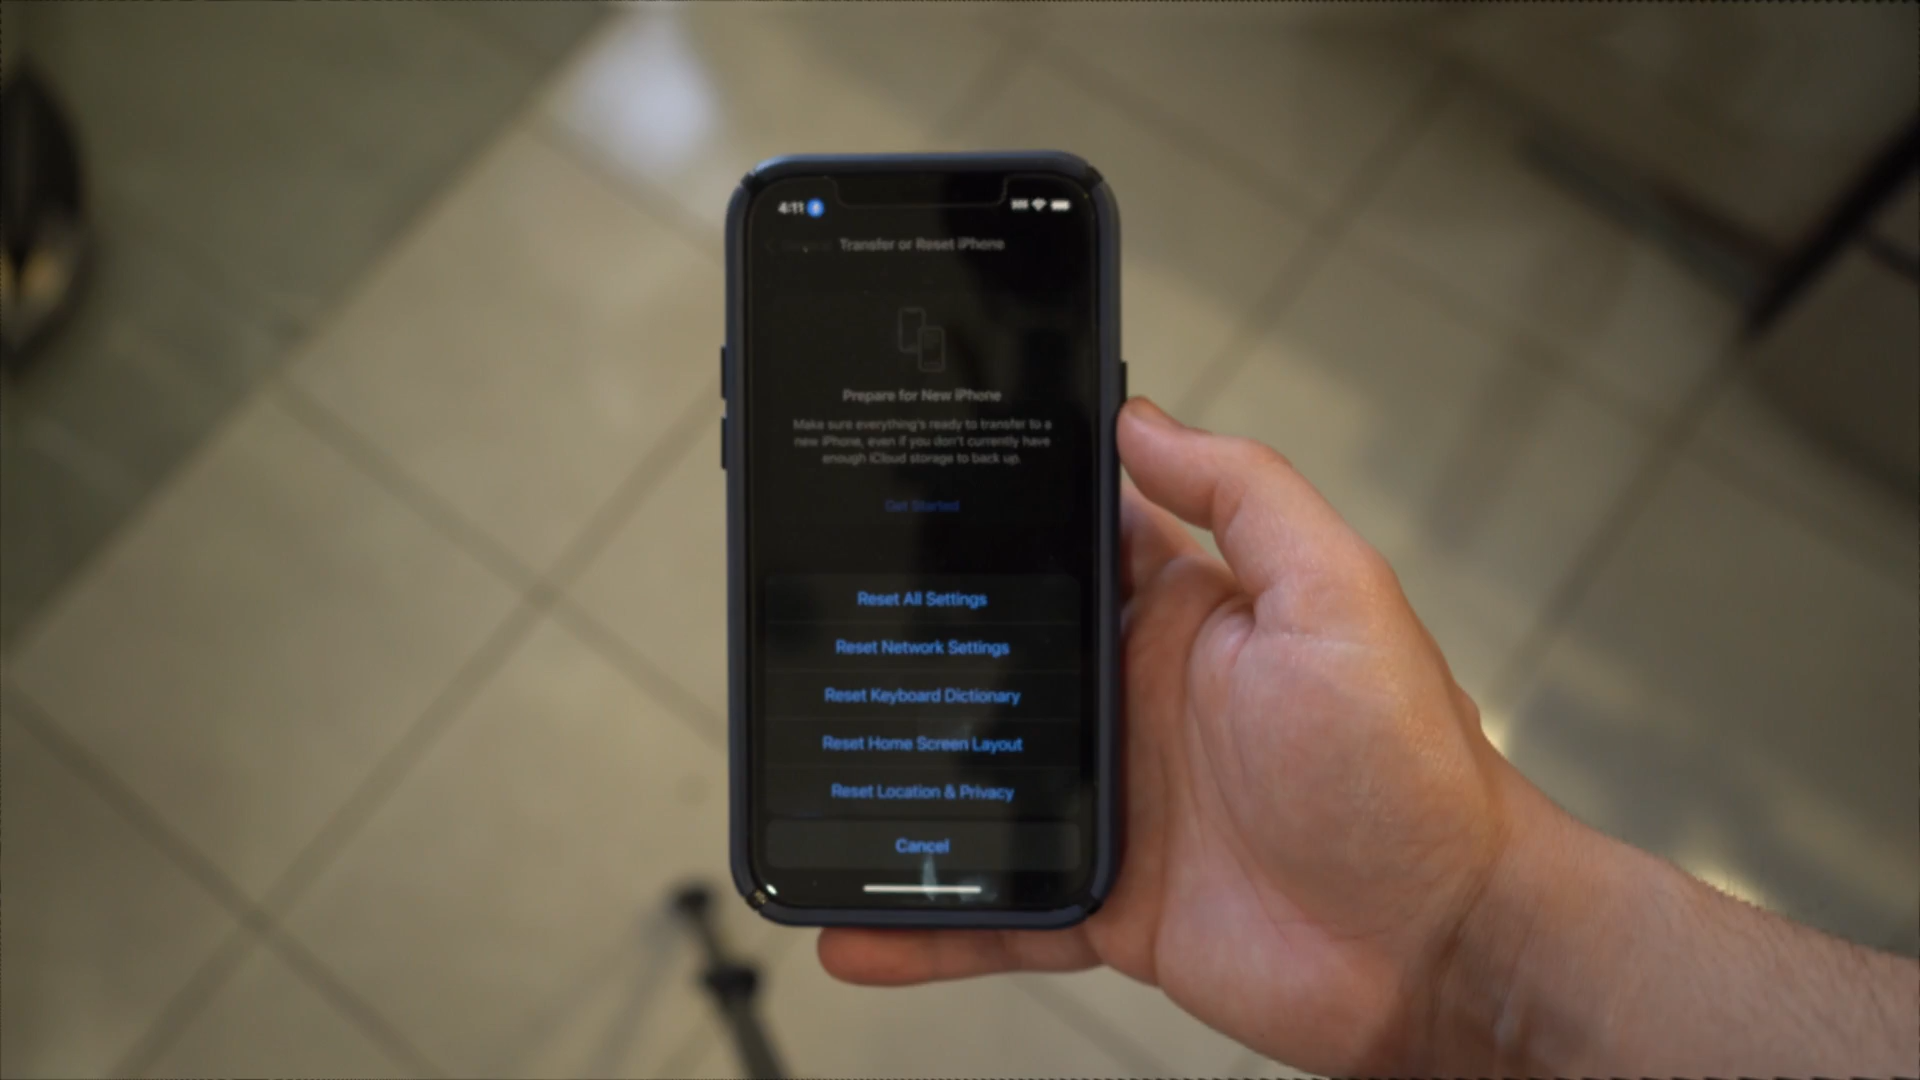 4:11
Transfer or Reset iPhone
Prepare for New iPhone
Make sure everything's ready to transfer to a
new iPhone, even if you don't currently have
enough iCloud storage to back up.
Get Started
Reset All Settings
Reset Network Settings
Reset Keyboard Dictionary
Reset Home Screen Layout
Reset Location & Privacy
Cancel